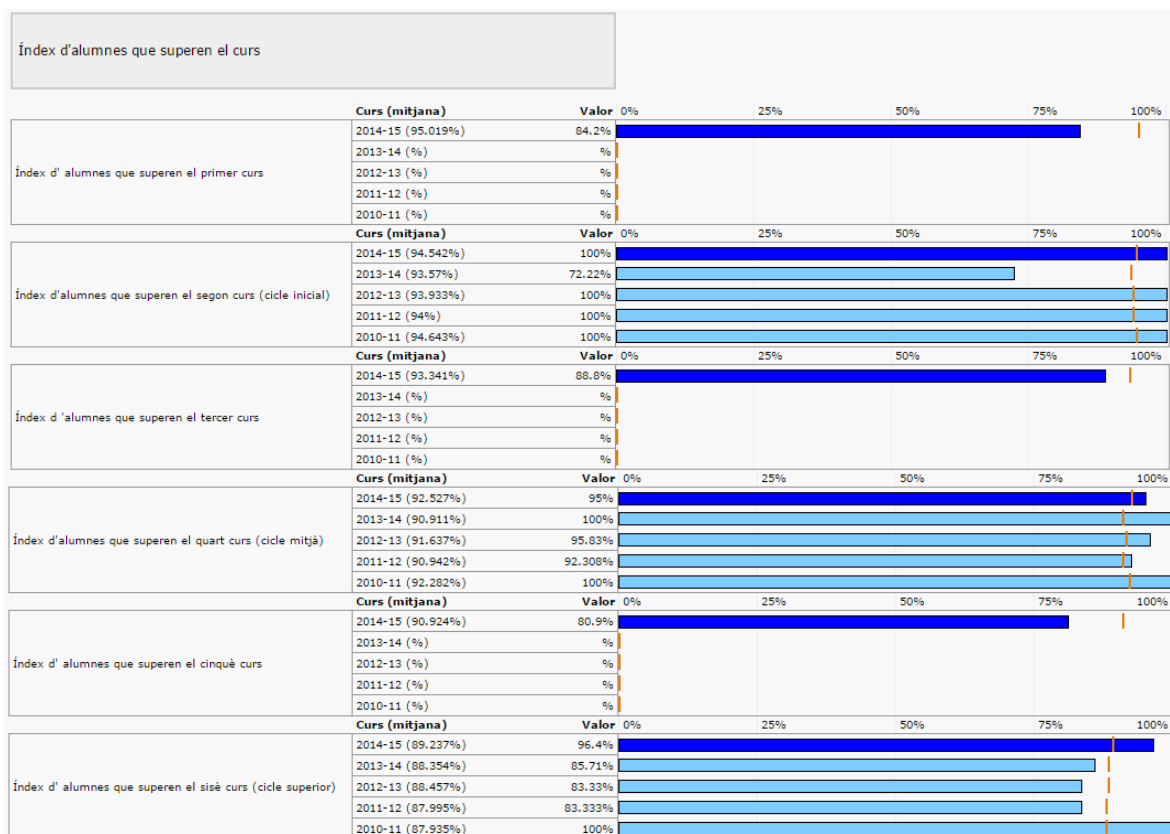 Índex d'alumnes que superen el curs
Curs (mitjana) Valor 0% 25% 50% 75% 100%
2014-15 (95.019%) 84.2%
2013-14 (%) %
Índex d' alumnes que superen el primer curs 2012-13 (%) %
2011-12 (%) %
2010-11 (%) %
Curs (mitjana) Valor 0% 25% 50% 75% 100%
2014-15 (94.542%) 100%
2013-14 (93.57%) 72.22%
Índex d'alumnes que superen el segon curs (cicle inicial) 2012-13 (93.933%) 100%
2011-12 (94%) 100%
2010-11 (94.643%) 100%
Curs (mitjana) Valor 0% 25% 50% 75% 100%
2014-15 (93.341%) 88.8%
2013-14 (%) %
Índex d 'alumnes que superen el tercer curs 2012-13 (%) %
2011-12 (%) %
2010-11 (%) %
Curs (mitjana) Valor 0% 25% 50% 75% 100%
2014-15 (92.527%) 95%
2013-14 (90.911%) 100%
Índex d'alumnes que superen el quart curs (cicle mitjà) 2012-13 (91.637%) 95.83%
2011-12 (90.942%) 92.308%
2010-11 (92.282%) 100%
Curs (mitjana) Valor 0% 25% 50% 75% 100%
2014-15 (90.924%) 80.9%
2013-14 (%) %
Índex d' alumnes que superen el cinquè curs 2012-13 (%) %
2011-12 (%) %
2010-11 (%) %
Curs (mitjana) Valor 0% 25% 50% 75% 100%
2014-15 (89.237%) 96.4%
2013-14 (88.354%) 85.71%
Índex d' alumnes que superen el sisè curs (cicle superior) 2012-13 (88.457%) 83.33%
2011-12 (87.995%) 83.333%
2010-11 (87.935%) 100%